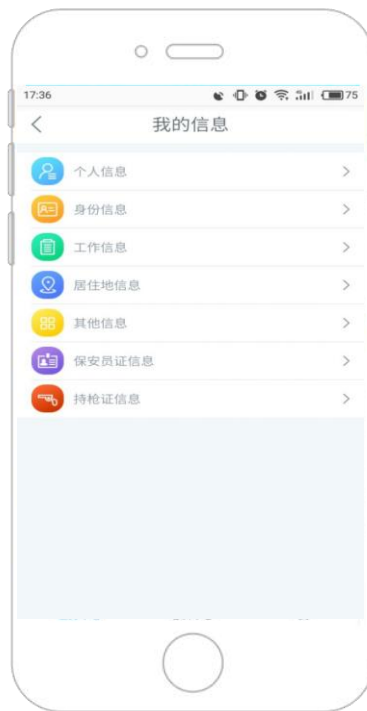 17:36
75
我的信息
个人信息
身份信息
工作信息
居住地信息
其他信息
保安员证信息
持枪证信息